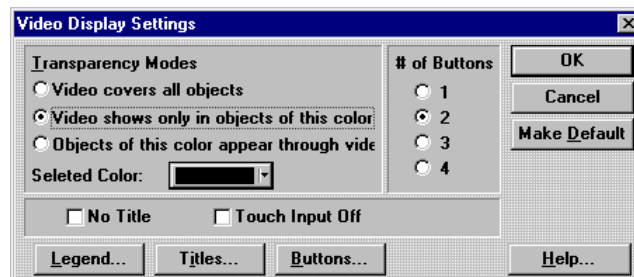 Video Display Settings
Transparency Modes
Video covers all objects
Video shows only in objects of this color
Objects of this color appear through vide
Seleted Color:
# of Buttons
1
2
3
4
OK
Cancel
Make Default
No Title
Touch Input Off
Legend...
Titles...
Buttons...
Help...